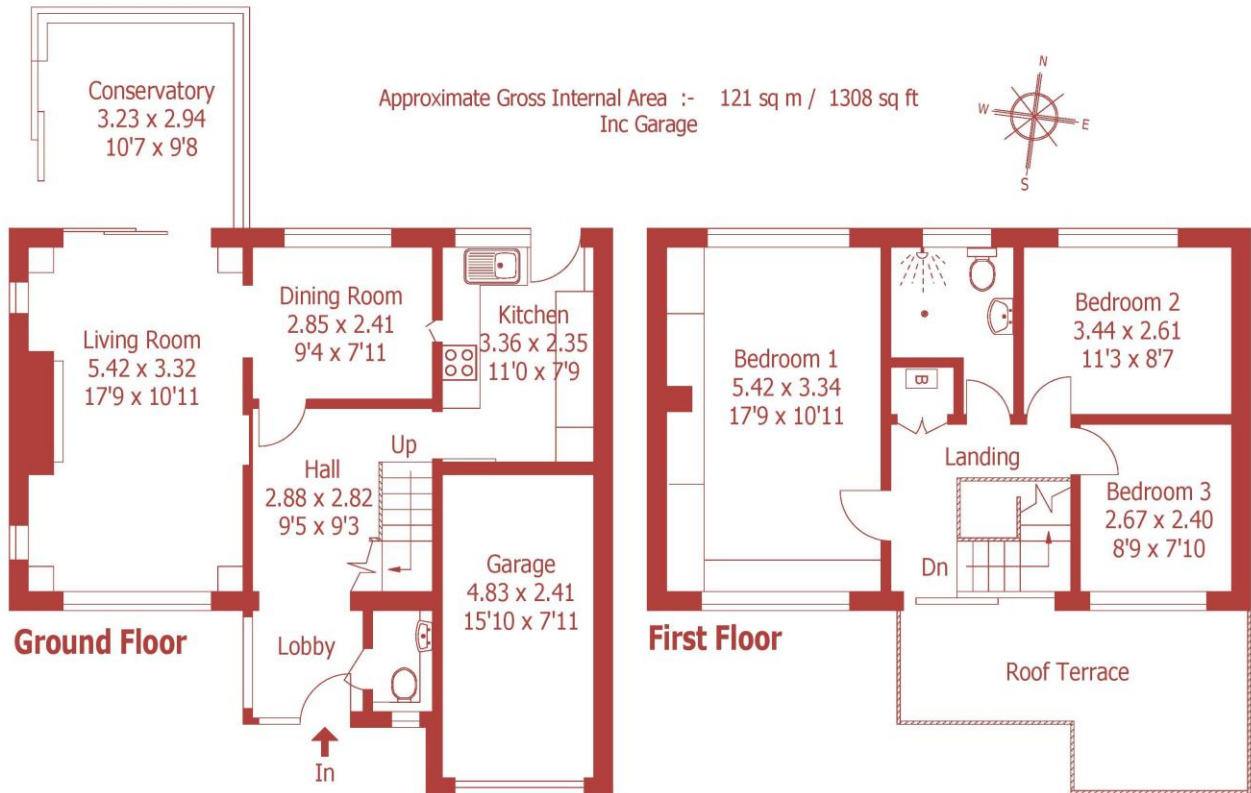 Conservatory
3.23 x 2.94
10'7 x 9'8
Approximate Gross Internal Area :- 121 sq m / 1308 sq ft
Inc Garage
N
W
E
S
Living Room
5.42 x 3.32
17'9 x 10'11
Dining Room
2.85 x 2.41
9'4 x 7'11
Kitchen
3.36 x 2.35
11'0 x 7'9
Up
Hall
2.88 x 2.82
9'5 x 9'3
Garage
4.83 x 2.41
15'10 x 7'11
Lobby
In
Ground Floor
Bedroom 1
5.42 x 3.34
17'9 x 10'11
B
Bedroom 2
3.44 x 2.61
11'3 x 8'7
Landing
Bedroom 3
2.67 x 2.40
8'9 x 7'10
Dn
First Floor
Roof Terrace